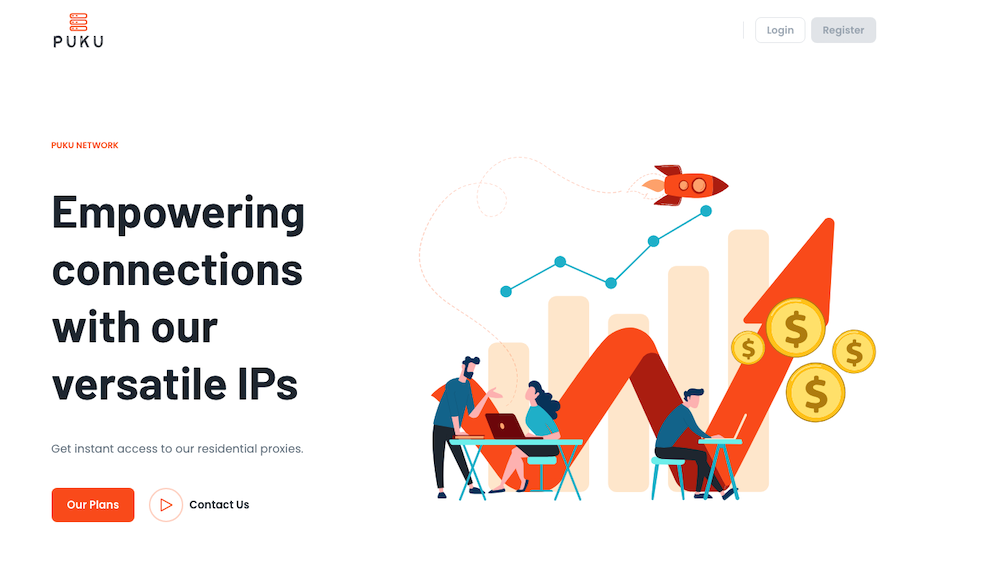 PUKU
Login
Register
PUKU NETWORK
Empowering
connections
with our
versatile IPs
Get instant access to our residential proxies.
Our Plans
Contact Us
$
$
$
$